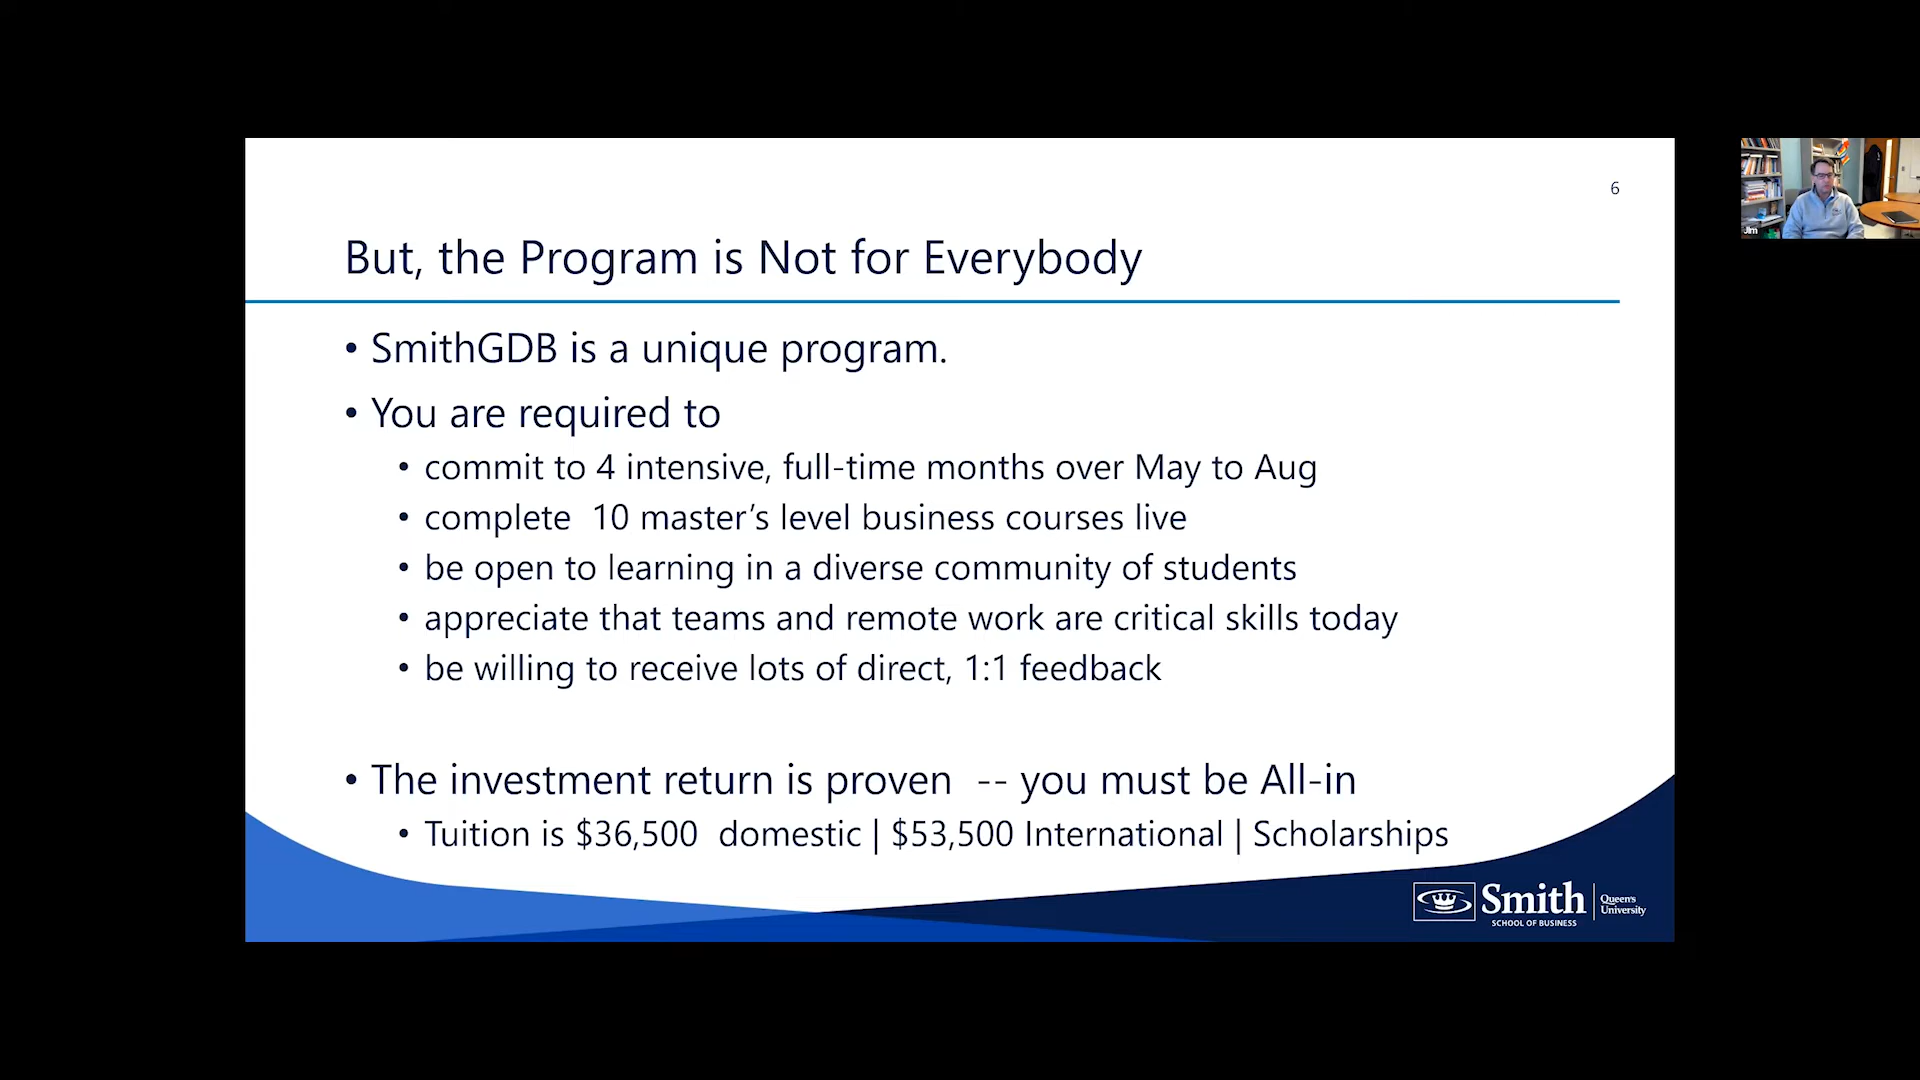 6
But, the Program is Not for Everybody
• SmithGDB is a unique program.
• You are required to
• commit to 4 intensive, full-time months over May to Aug
• complete  10 master’s level business courses live
• be open to learning in a diverse community of students
• appreciate that teams and remote work are critical skills today
• be willing to receive lots of direct, 1:1 feedback
• The investment return is proven  -- you must be All-in
• Tuition is $36,500  domestic | $53,500 International | Scholarships
Smith
SCHOOL OF BUSINESS
Queen's
University
Jim